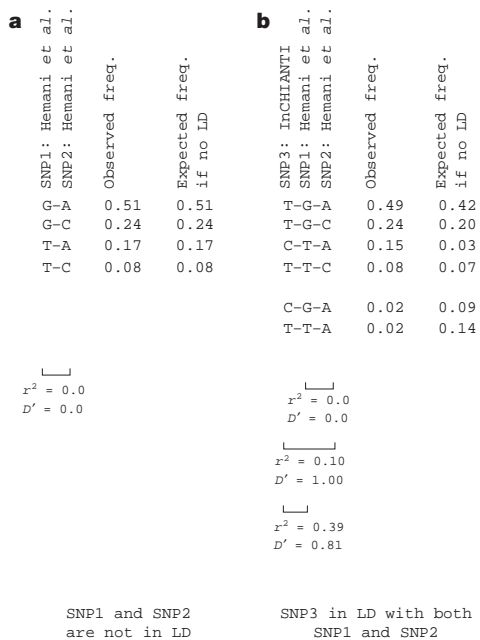 a
SNP1: Hemani et al.
SNP2: Hemani et al.
Observed freq.
Expected freq.
if no LD
G–A 0.51 0.51
G–C 0.24 0.24
T–A 0.17 0.17
T–C 0.08 0.08
r² = 0.0
D′ = 0.0
SNP1 and SNP2
are not in LD
b
SNP3: InCHIANTI
SNP1: Hemani et al.
SNP2: Hemani et al.
Observed freq.
Expected freq.
if no LD
T–G–A 0.49 0.42
T–G–C 0.24 0.20
C–T–A 0.15 0.03
T–T–C 0.08 0.07
C–G–A 0.02 0.09
T–T–A 0.02 0.14
r² = 0.0
D′ = 0.0
r² = 0.10
D′ = 1.00
r² = 0.39
D′ = 0.81
SNP3 in LD with both
SNP1 and SNP2